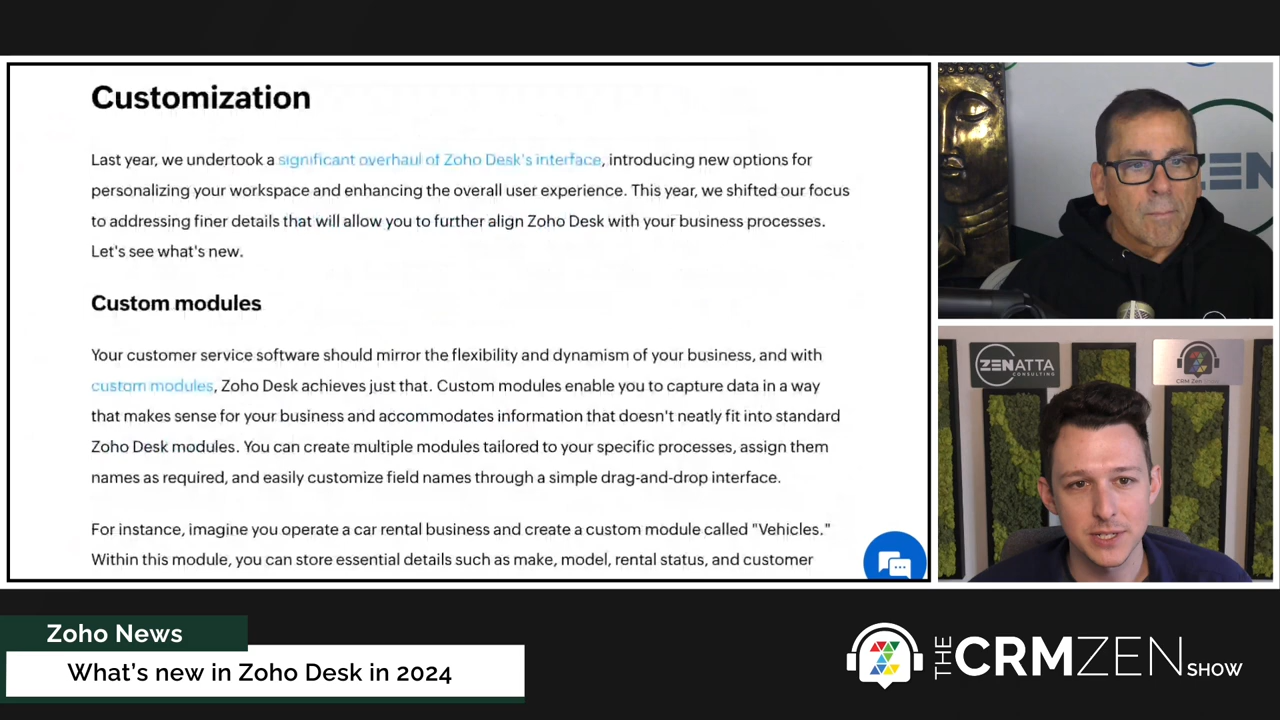 Customization
Last year, we undertook a significant overhaul of Zoho Desk's interface, introducing new options for
personalizing your workspace and enhancing the overall user experience. This year, we shifted our focus
to addressing finer details that will allow you to further align Zoho Desk with your business processes.
Let's see what's new.
Custom modules
Your customer service software should mirror the flexibility and dynamism of your business, and with
custom modules, Zoho Desk achieves just that. Custom modules enable you to capture data in a way
that makes sense for your business and accommodates information that doesn't neatly fit into standard
Zoho Desk modules. You can create multiple modules tailored to your specific processes, assign them
names as required, and easily customize field names through a simple drag-and-drop interface.
For instance, imagine you operate a car rental business and create a custom module called "Vehicles."
Within this module, you can store essential details such as make, model, rental status, and customer
ZEN
ZENATTA
CONSULTING
CRM Zen
Zoho News
What's new in Zoho Desk in 2024
THE CRMZEN SHOW